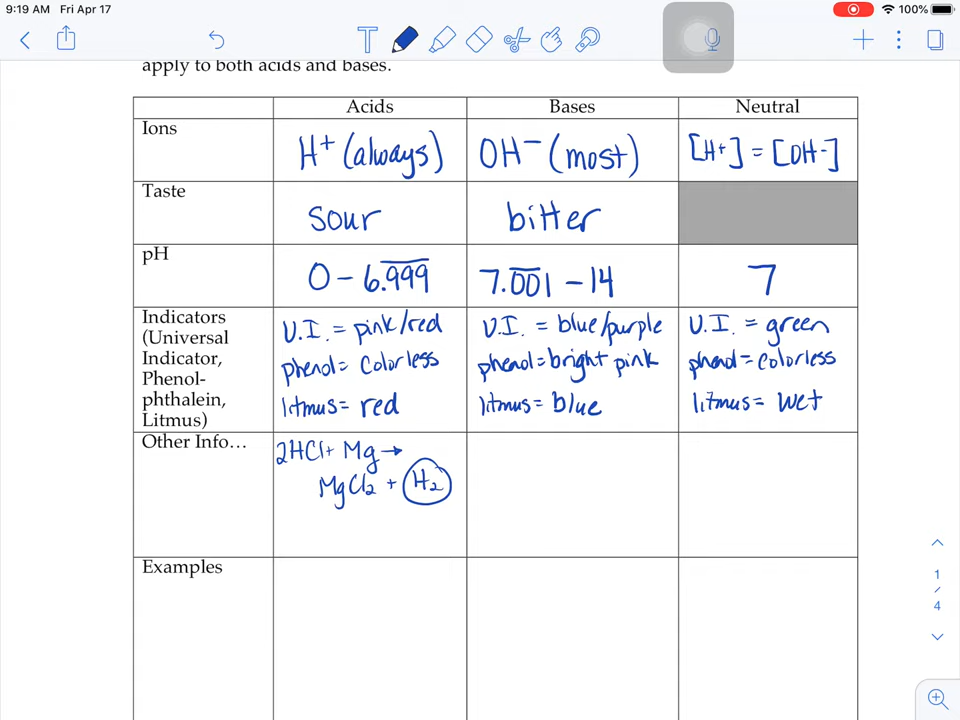 9:19 AM Fri Apr 17 100%
T
apply to both acids and bases.
Acids Bases Neutral
Ions H⁺ (always) OH⁻ (most) [H+] = [OH-]
Taste sour bitter
pH 0 – 6.999 7.001 – 14 7
Indicators
(Universal
Indicator,
Phenol-
phthalein,
Litmus)
U.I. = pink/red
phenol = colorless
litmus = red
U.I. = blue/purple
phenol = bright pink
litmus = blue
U.I. = green
phenol = colorless
litmus = wet
Other Info...
2HCl + Mg →
MgCl₂ + H₂
Examples
1
/
4